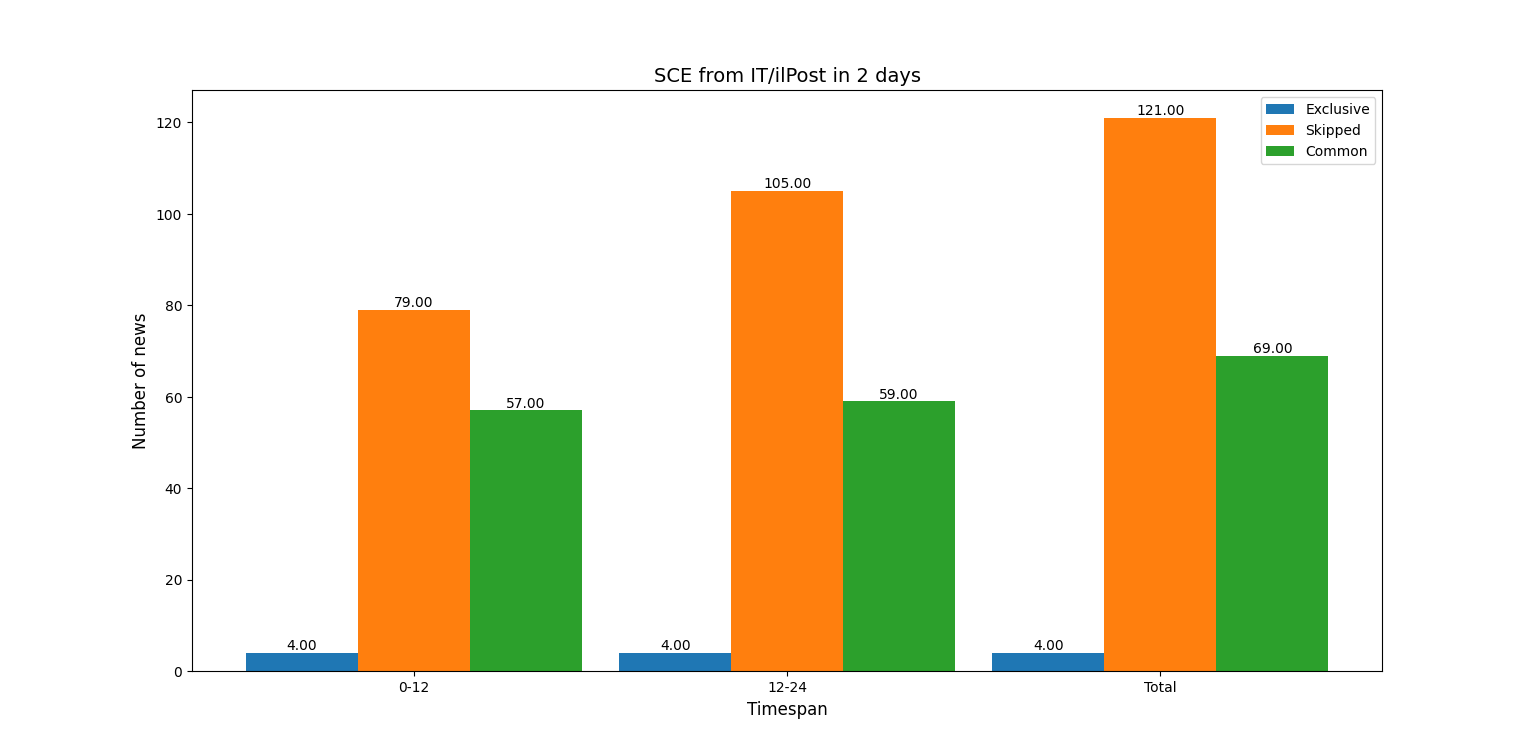 SCE from IT/ilPost in 2 days
Exclusive
Skipped
Common
Number of news
120
100
80
60
40
20
0
4.00
79.00
57.00
4.00
105.00
59.00
4.00
121.00
69.00
0-12
12-24
Total
Timespan